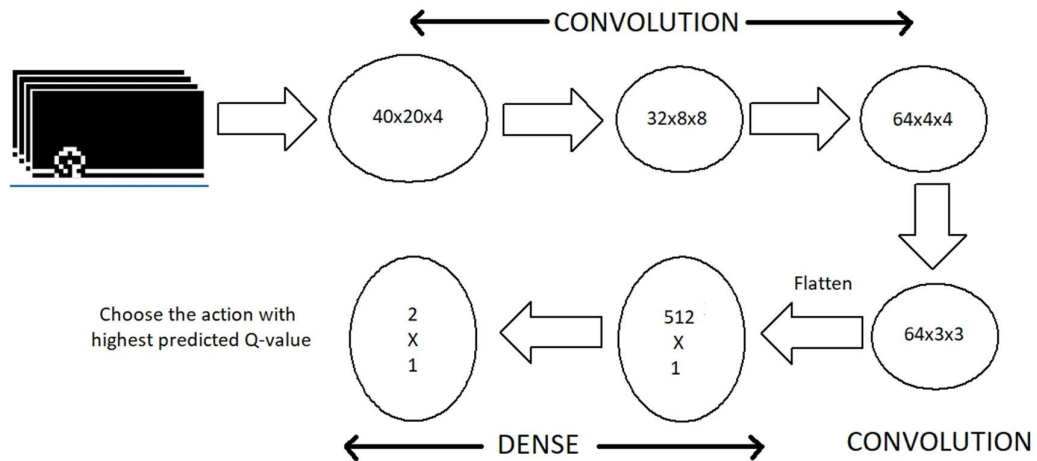 CONVOLUTION
40x20x4
32x8x8
64x4x4
Flatten
64x3x3
512
X
1
2
X
1
Choose the action with
highest predicted Q-value
DENSE
CONVOLUTION